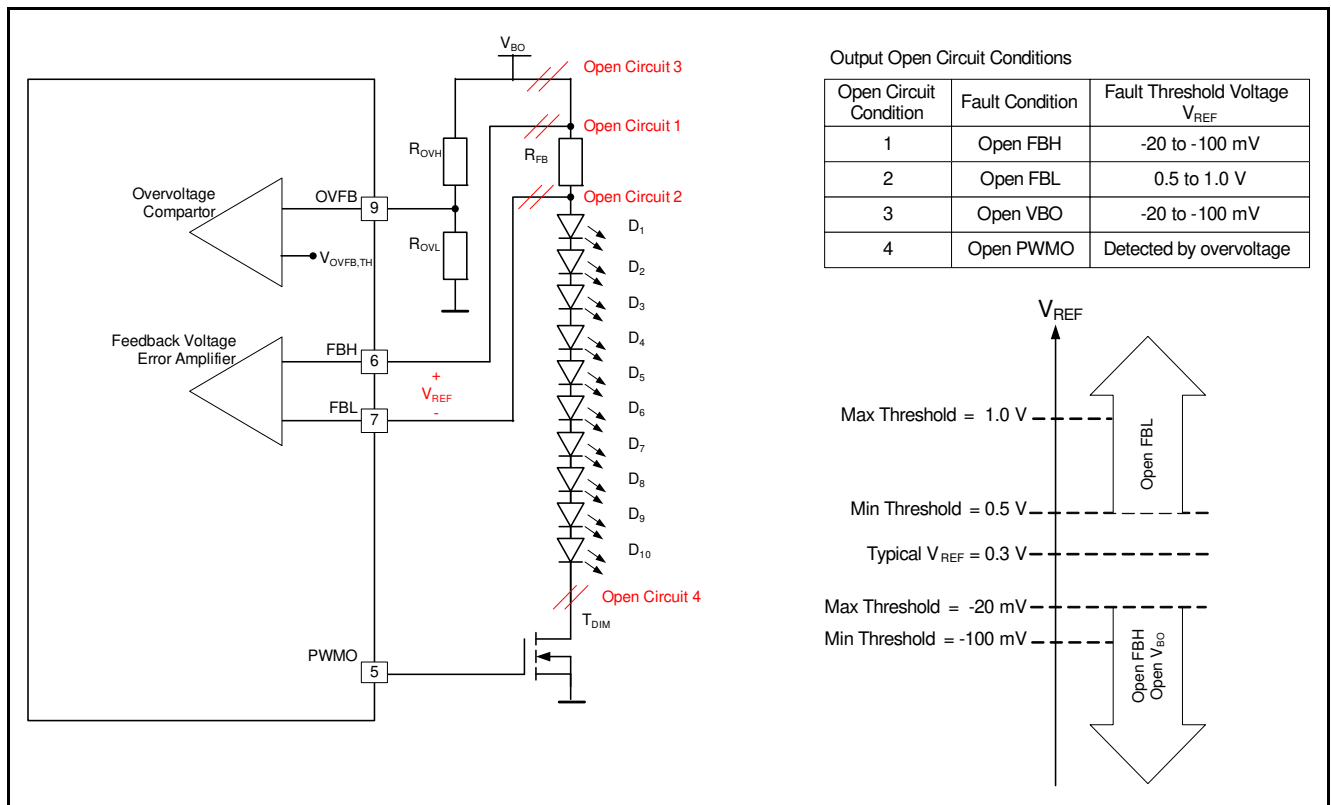 V_BO
Open Circuit 3
Open Circuit 1
R_OVH
R_FB
Overvoltage
Compartor
OVFB
9
Open Circuit 2
R_OVL
V_OVFB,TH
D_1
D_2
D_3
D_4
D_5
D_6
D_7
D_8
D_9
D_10
Feedback Voltage
Error Amplifier
FBH
6
+
V_REF
-
FBL
7
Open Circuit 4
T_DIM
PWMO
5
Output Open Circuit Conditions
Open Circuit Condition | Fault Condition | Fault Threshold Voltage V_REF
1 | Open FBH | -20 to -100 mV
2 | Open FBL | 0.5 to 1.0 V
3 | Open VBO | -20 to -100 mV
4 | Open PWMO | Detected by overvoltage
V_REF
Max Threshold = 1.0 V
Open FBL
Min Threshold = 0.5 V
Typical V_REF = 0.3 V
Max Threshold = -20 mV
Min Threshold = -100 mV
Open FBH
Open V_BO